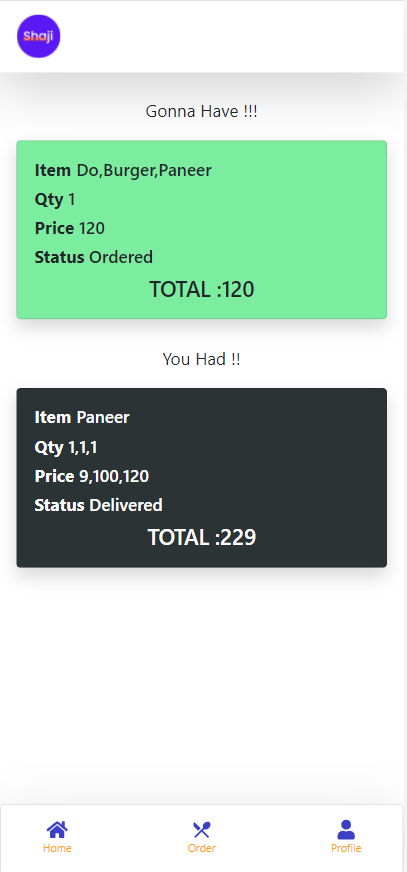 Shaji
Gonna Have !!!
Item Do,Burger,Paneer
Qty 1
Price 120
Status Ordered
TOTAL :120
You Had !!
Item Paneer
Qty 1,1,1
Price 9,100,120
Status Delivered
TOTAL :229
Home Order Profile